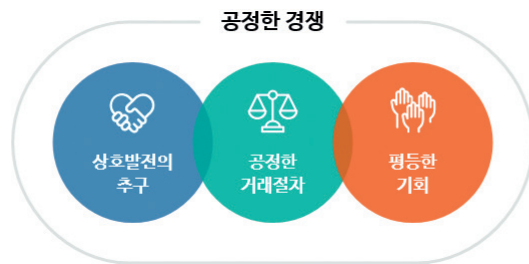 공정한 경쟁
상호발전의
추구
공정한
거래절차
평등한
기회